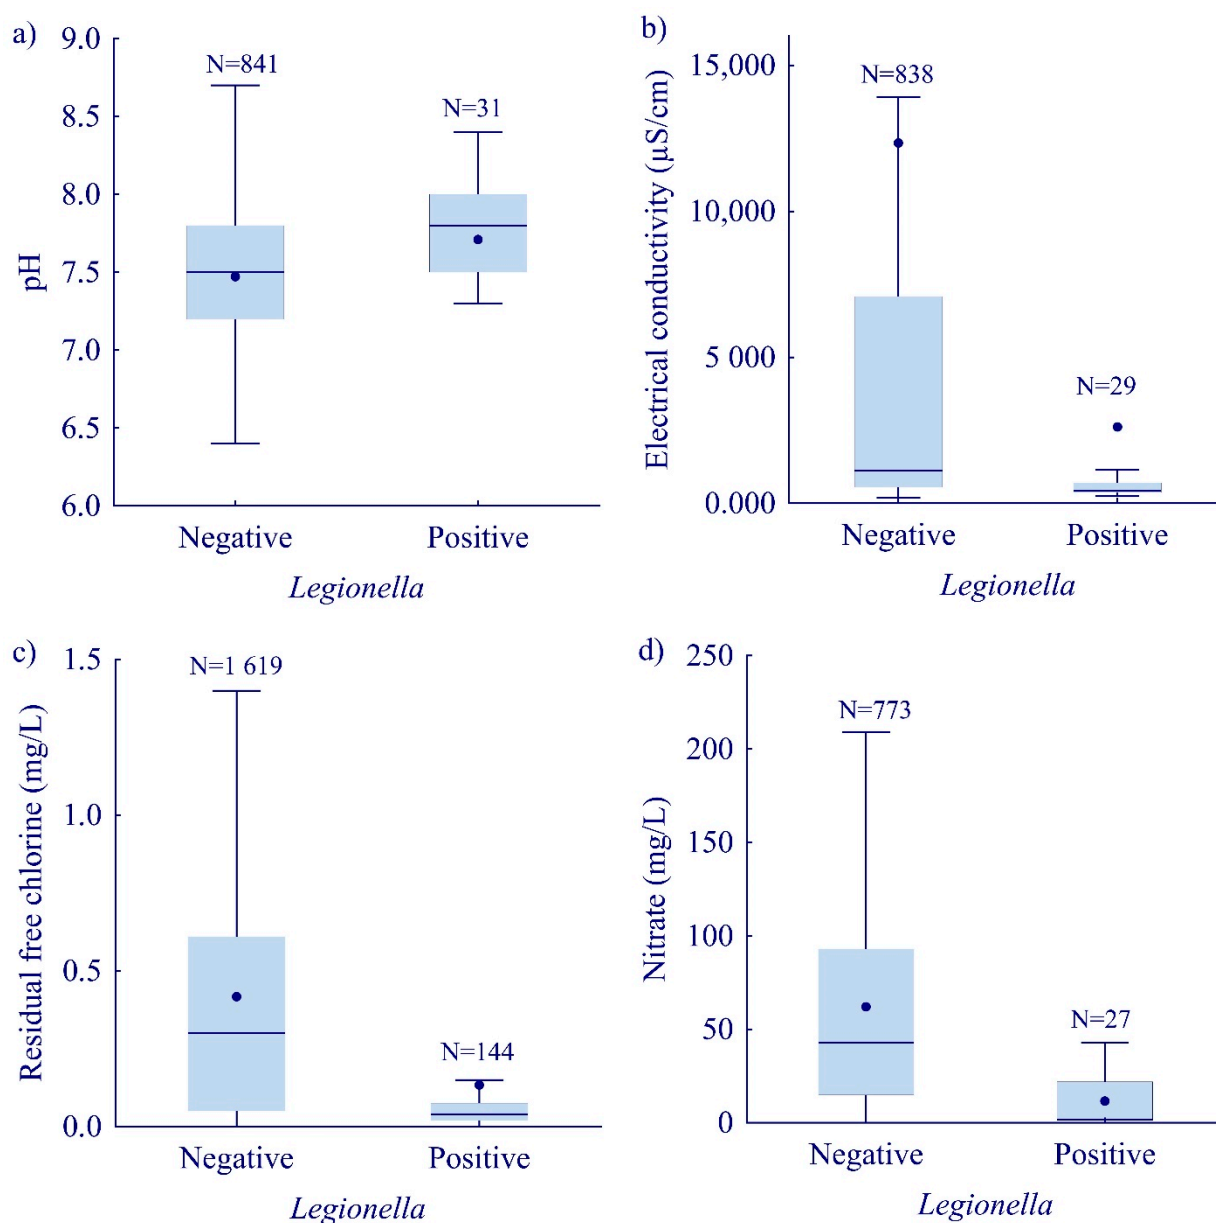 a)
9.0
8.5
8.0
7.5
7.0
6.5
6.0
pH
N=841
N=31
Negative
Positive
Legionella
b)
15,000
10,000
5 000
0.000
Electrical conductivity (µS/cm)
N=838
N=29
Negative
Positive
Legionella
c)
1.5
1.0
0.5
0.0
Residual free chlorine (mg/L)
N=1 619
N=144
Negative
Positive
Legionella
d)
250
200
150
100
50
0
Nitrate (mg/L)
N=773
N=27
Negative
Positive
Legionella